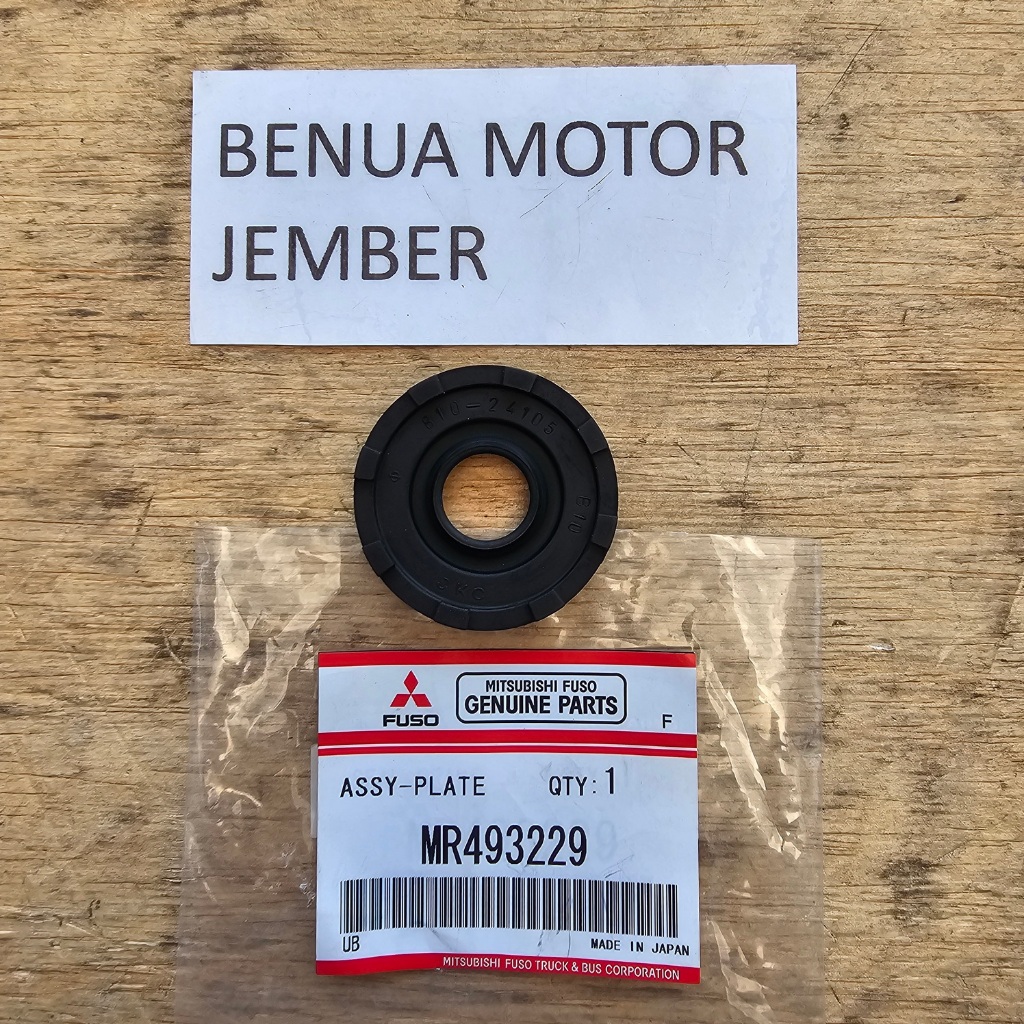 BENUA MOTOR
JEMBER
810-24105
S
810
FUSO
MITSUBISHI FUSO
GENUINE PARTS
F
ASSY-PLATE QTY: 1
MR493229
UB
MADE IN JAPAN
MITSUBISHI FUSO TRUCK & BUS CORPORATION